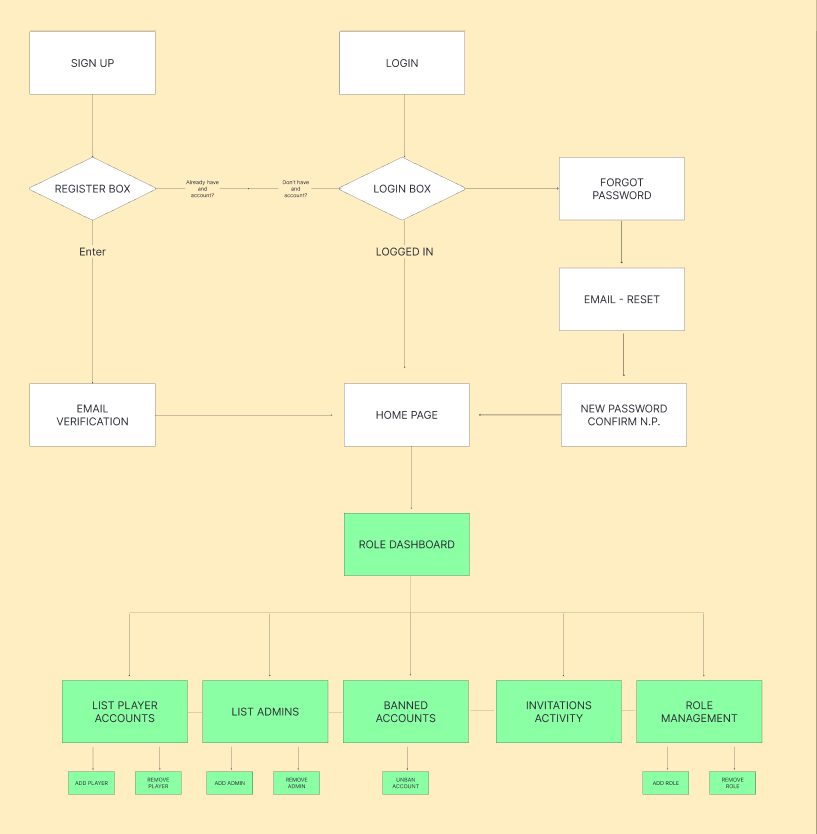 SIGN UP
LOGIN
REGISTER BOX
Already have
and
account?
Don't have
and
account?
LOGIN BOX
FORGOT
PASSWORD
Enter
LOGGED IN
EMAIL - RESET
EMAIL
VERIFICATION
HOME PAGE
NEW PASSWORD
CONFIRM N.P.
ROLE DASHBOARD
LIST PLAYER
ACCOUNTS
LIST ADMINS
BANNED
ACCOUNTS
INVITATIONS
ACTIVITY
ROLE
MANAGEMENT
ADD PLAYER
REMOVE
PLAYER
ADD ADMIN
REMOVE
ADMIN
UNBAN
ACCOUNT
ADD ROLE
REMOVE
ROLE